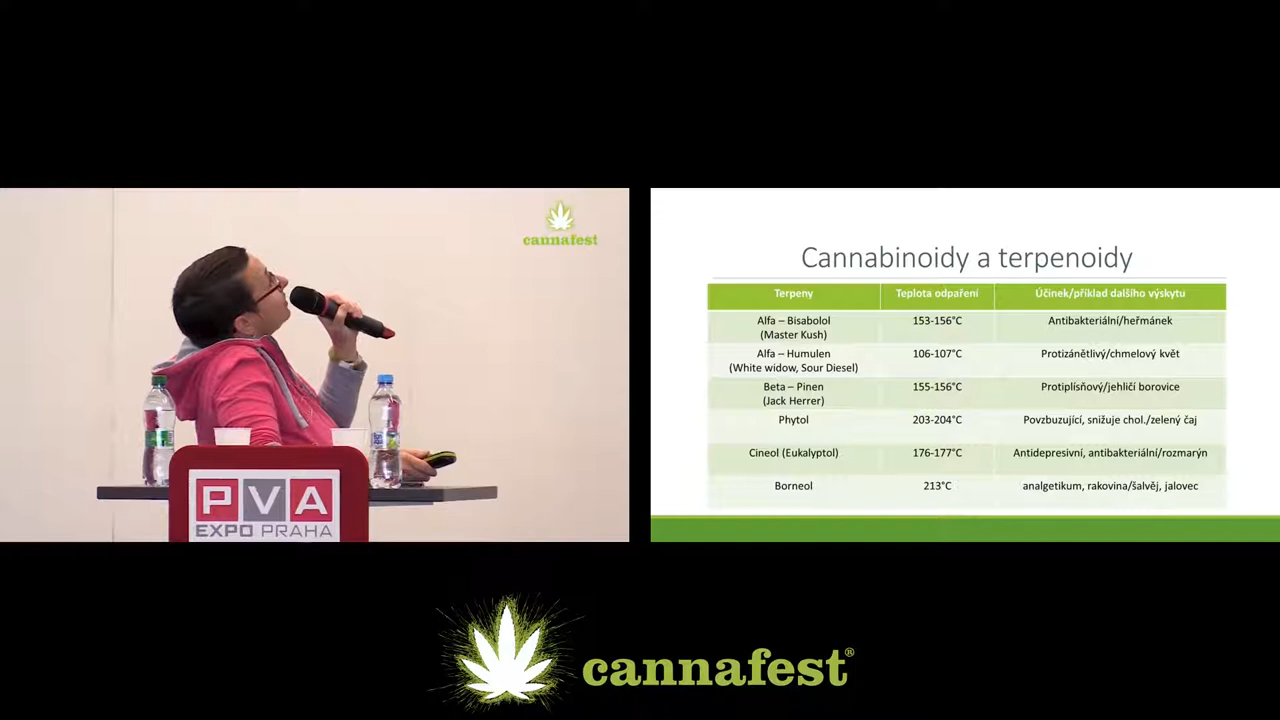 cannafest
PVA
EXPO PRAHA
Cannabinoidy a terpenoidy
Terpeny Teplota odpaření Účinek/příklad dalšího výskytu
Alfa – Bisabolol 153-156°C Antibakteriální/heřmánek
(Master Kush)
Alfa – Humulen 106-107°C Protizánětlivý/chmelový květ
(White widow, Sour Diesel)
Beta – Pinen 155-156°C Protiplísňový/jehličí borovice
(Jack Herrer)
Phytol 203-204°C Povzbuzující, snižuje chol./zelený čaj
Cineol (Eukalyptol) 176-177°C Antidepresivní, antibakteriální/rozmarýn
Borneol 213°C analgetikum, rakovina/šalvěj, jalovec
cannafest®